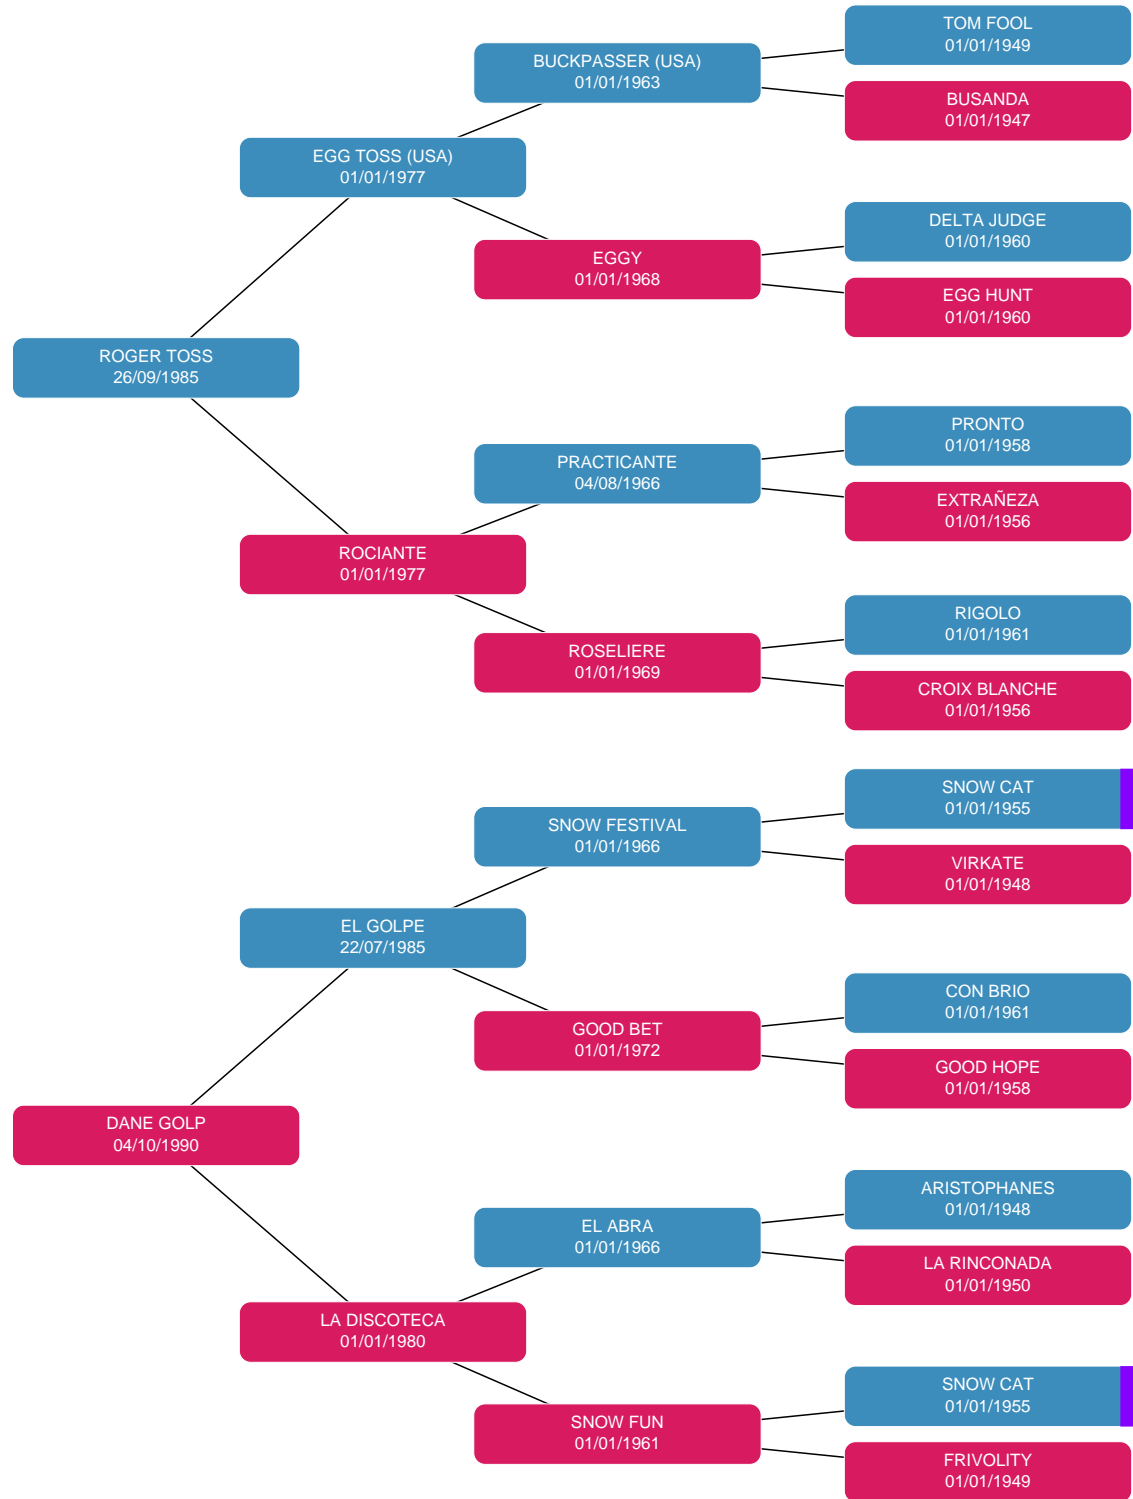 TOM FOOL
01/01/1949
BUCKPASSER (USA)
01/01/1963
BUSANDA
01/01/1947
EGG TOSS (USA)
01/01/1977
DELTA JUDGE
01/01/1960
EGGY
01/01/1968
EGG HUNT
01/01/1960
ROGER TOSS
26/09/1985
PRONTO
01/01/1958
PRACTICANTE
04/08/1966
EXTRAÑEZA
01/01/1956
ROCIANTE
01/01/1977
RIGOLO
01/01/1961
ROSELIERE
01/01/1969
CROIX BLANCHE
01/01/1956
SNOW CAT
01/01/1955
SNOW FESTIVAL
01/01/1966
VIRKATE
01/01/1948
EL GOLPE
22/07/1985
CON BRIO
01/01/1961
GOOD BET
01/01/1972
GOOD HOPE
01/01/1958
DANE GOLP
04/10/1990
ARISTOPHANES
01/01/1948
EL ABRA
01/01/1966
LA RINCONADA
01/01/1950
LA DISCOTECA
01/01/1980
SNOW CAT
01/01/1955
SNOW FUN
01/01/1961
FRIVOLITY
01/01/1949